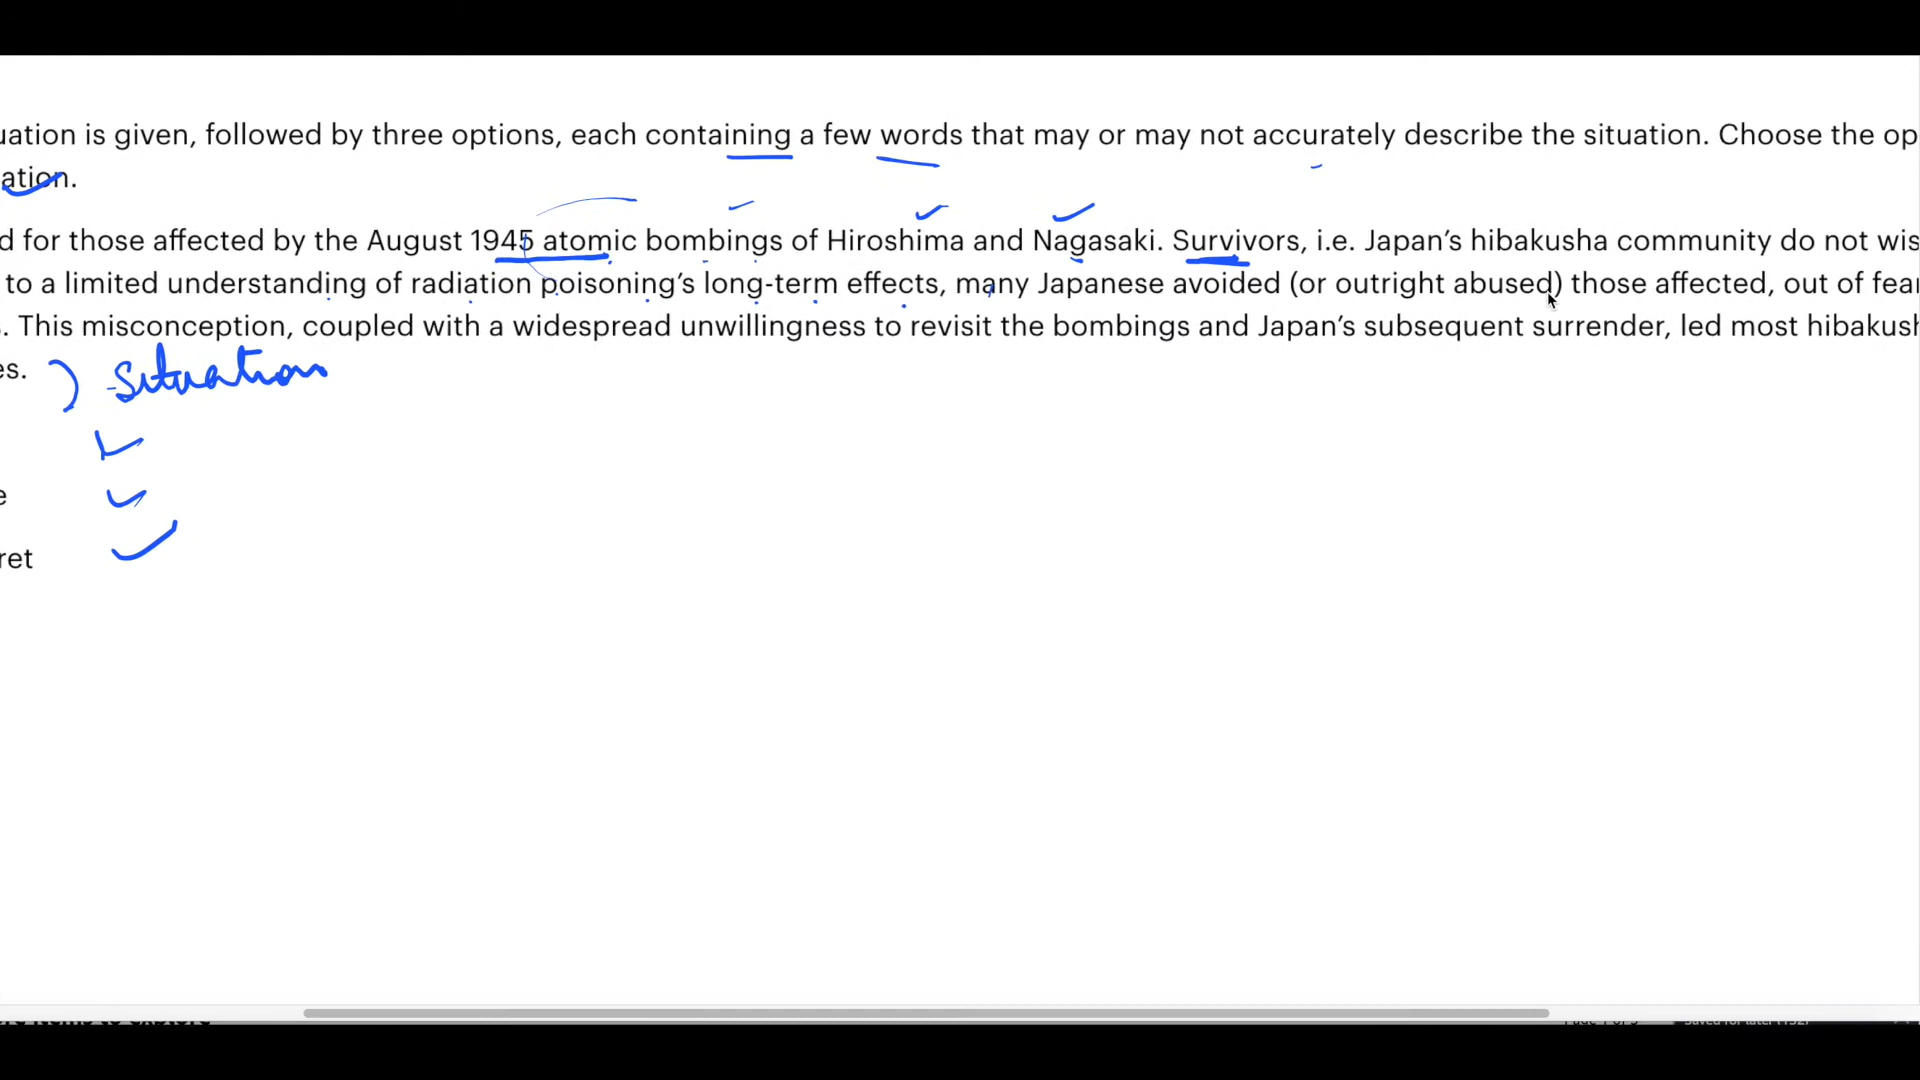 uation is given, followed by three options, each containing a few words that may or may not accurately describe the situation. Choose the op
ation.
d for those affected by the August 1945 atomic bombings of Hiroshima and Nagasaki. Survivors, i.e. Japan's hibakusha community do not wis
to a limited understanding of radiation poisoning's long-term effects, many Japanese avoided (or outright abused) those affected, out of fear
s. This misconception, coupled with a widespread unwillingness to revisit the bombings and Japan's subsequent surrender, led most hibakush
es. ) situation
e
ret